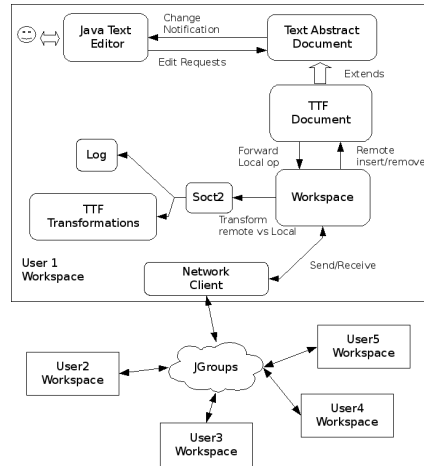 Change
Notification
Java Text
Editor
Text Abstract
Document
Edit Requests
Extends
TTF
Document
Forward
Local op
Remote
insert/remove
Log
Soct2
Workspace
TTF
Transformations
Transform
remote vs Local
User 1
Workspace
Network
Client
Send/Receive
JGroups
User5
Workspace
User2
Workspace
User4
Workspace
User3
Workspace